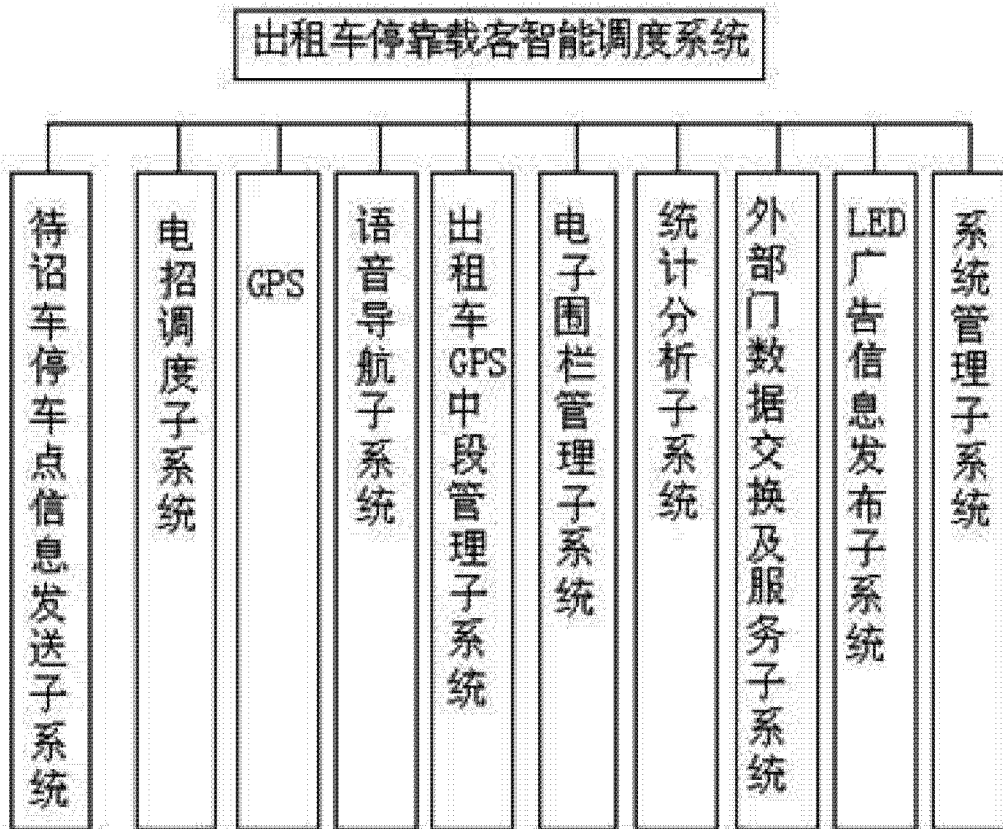 出租车停靠载客智能调度系统
待诏车停车点信息发送子系统
电招调度子系统
GPS
语音导航子系统
出租车GPS中段管理子系统
电子围栏管理子系统
统计分析子系统
外部门数据交换及服务子系统
LED广告信息发布子系统
系统管理子系统